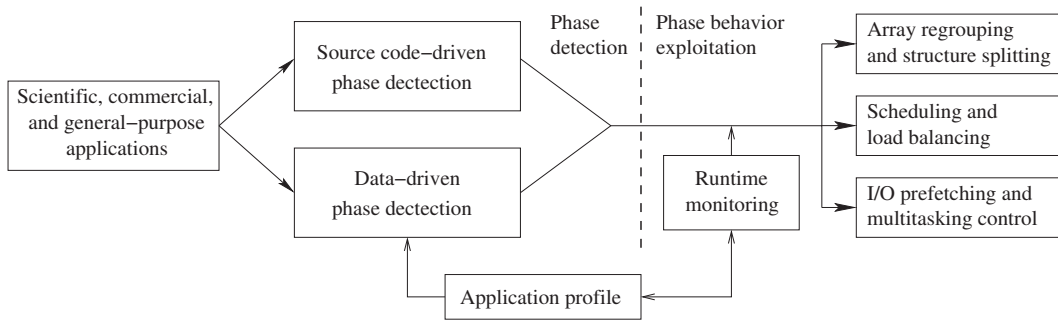 Scientific, commercial,
and general−purpose
applications
Source code−driven
phase dectection
Data−driven
phase dectection
Application profile
Phase
detection
Phase behavior
exploitation
Runtime
monitoring
Array regrouping
and structure splitting
Scheduling and
load balancing
I/O prefetching and
multitasking control